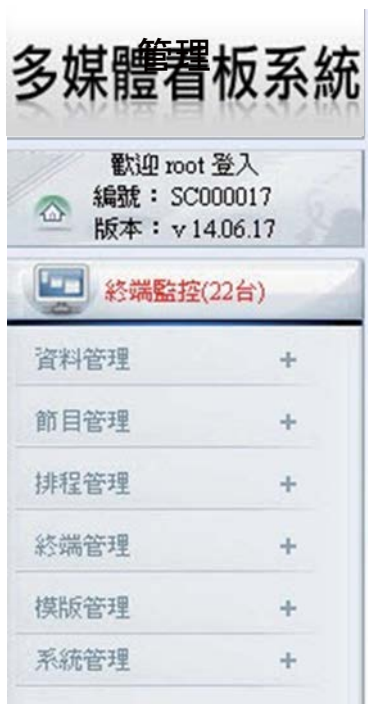 管理
多媒體看板系統
歡迎 root 登入
編號： SC000017
版本： v 14.06.17
終端監控(22台)
資料管理 +
節目管理 +
排程管理 +
終端管理 +
模版管理 +
系統管理 +